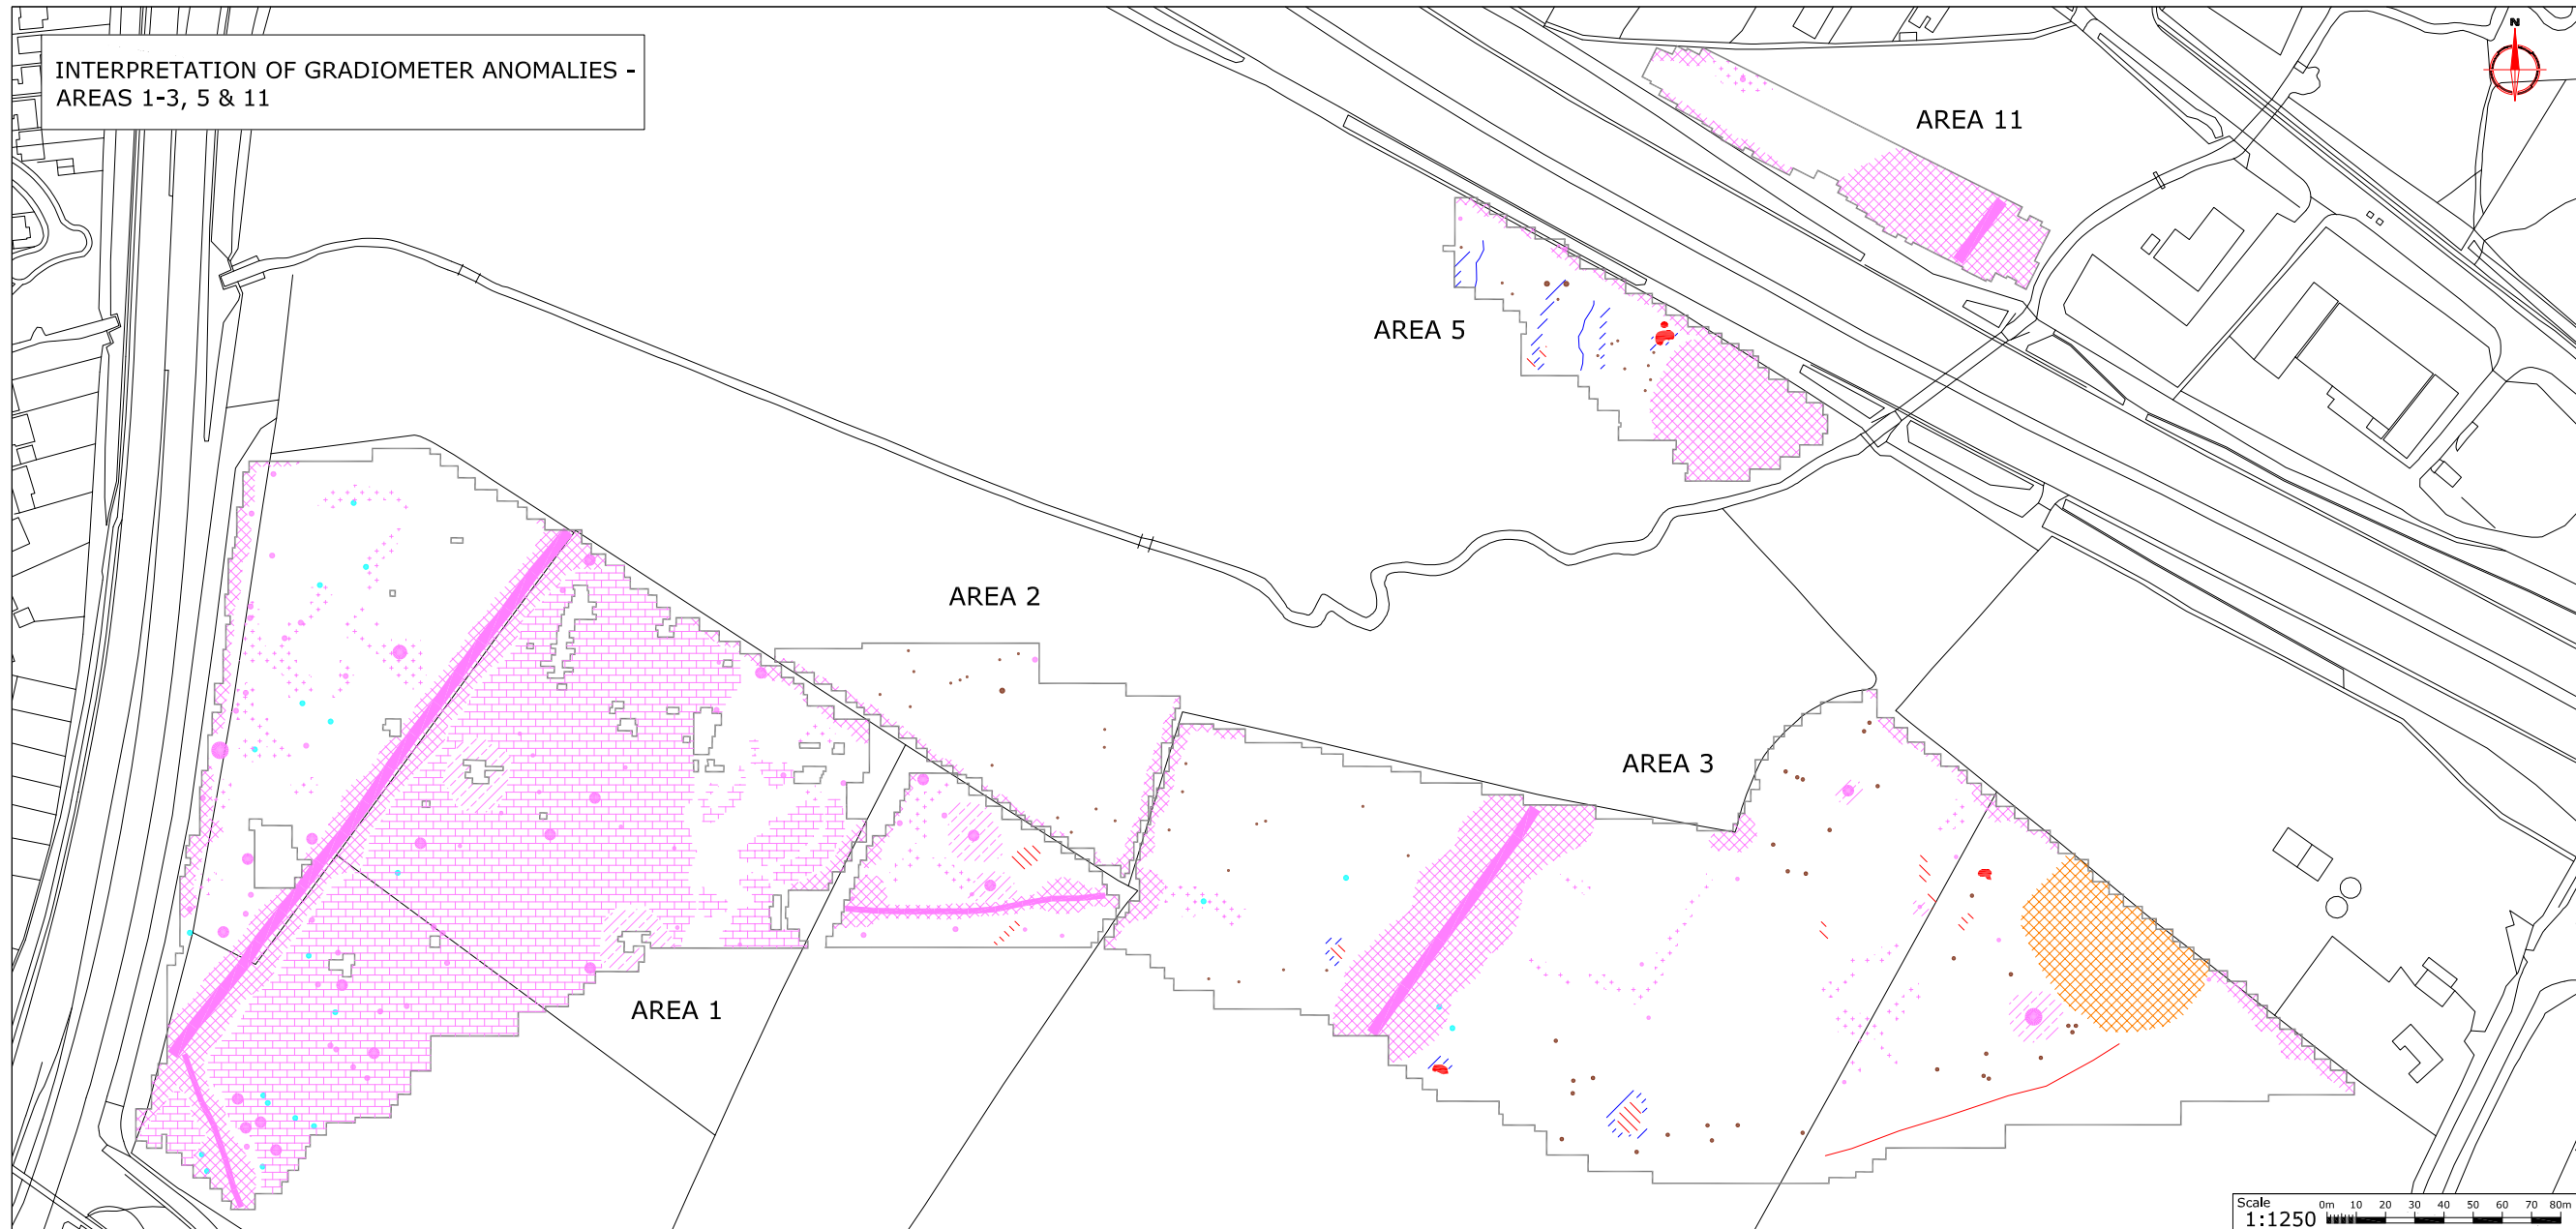 INTERPRETATION OF GRADIOMETER ANOMALIES -
AREAS 1-3, 5 & 11
N
AREA 11
AREA 5
AREA 2
AREA 3
AREA 1
Scale
1:1250
0m 10 20 30 40 50 60 70 80m